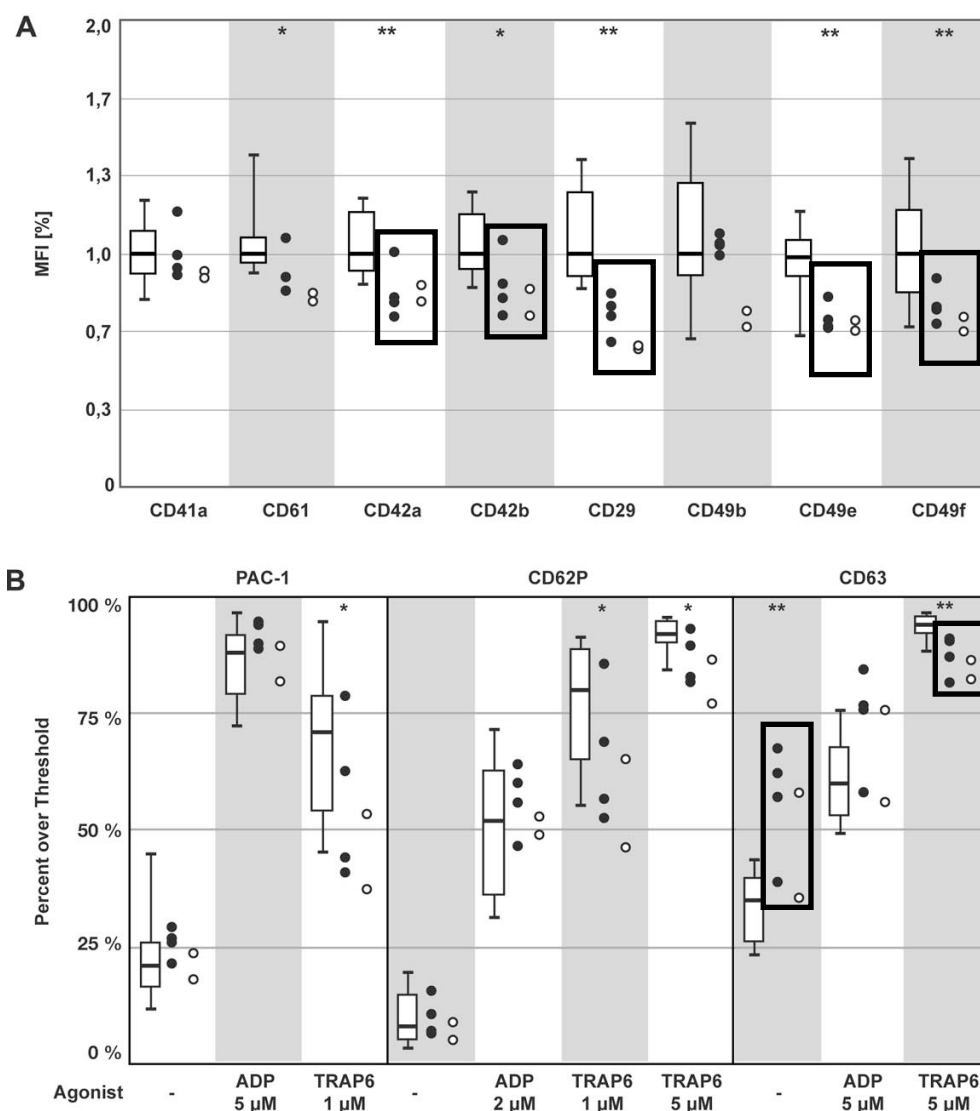 A
* ** * ** ** **
2,0
1,7
1,3
1,0
0,7
0,3
0
MFI [%]
CD41a CD61 CD42a CD42b CD29 CD49b CD49e CD49f
B
PAC-1 CD62P CD63
* * * ** **
100 %
75 %
50 %
25 %
0 %
Percent over Threshold
Agonist - ADP TRAP6 - ADP TRAP6 TRAP6 - ADP TRAP6
5 µM 1 µM 2 µM 1 µM 5 µM 5 µM 5 µM